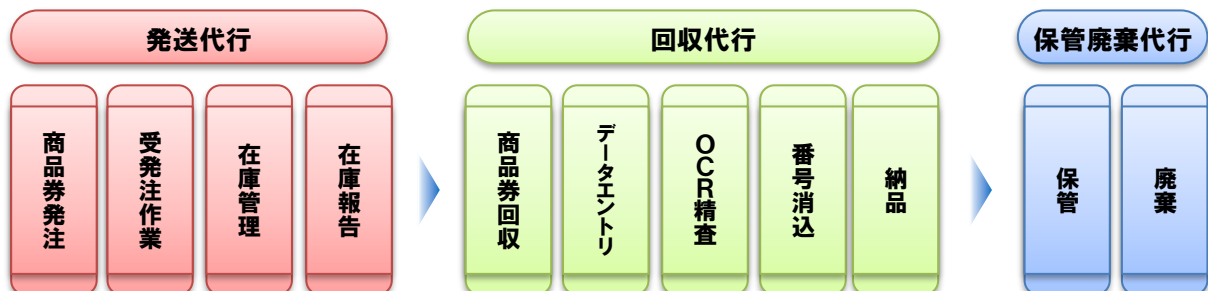 発送代行
商品券発注
受発注作業
在庫管理
在庫報告
回収代行
商品券回収
データエントリ
OCR精査
番号消込
納品
保管廃棄代行
保管
廃棄